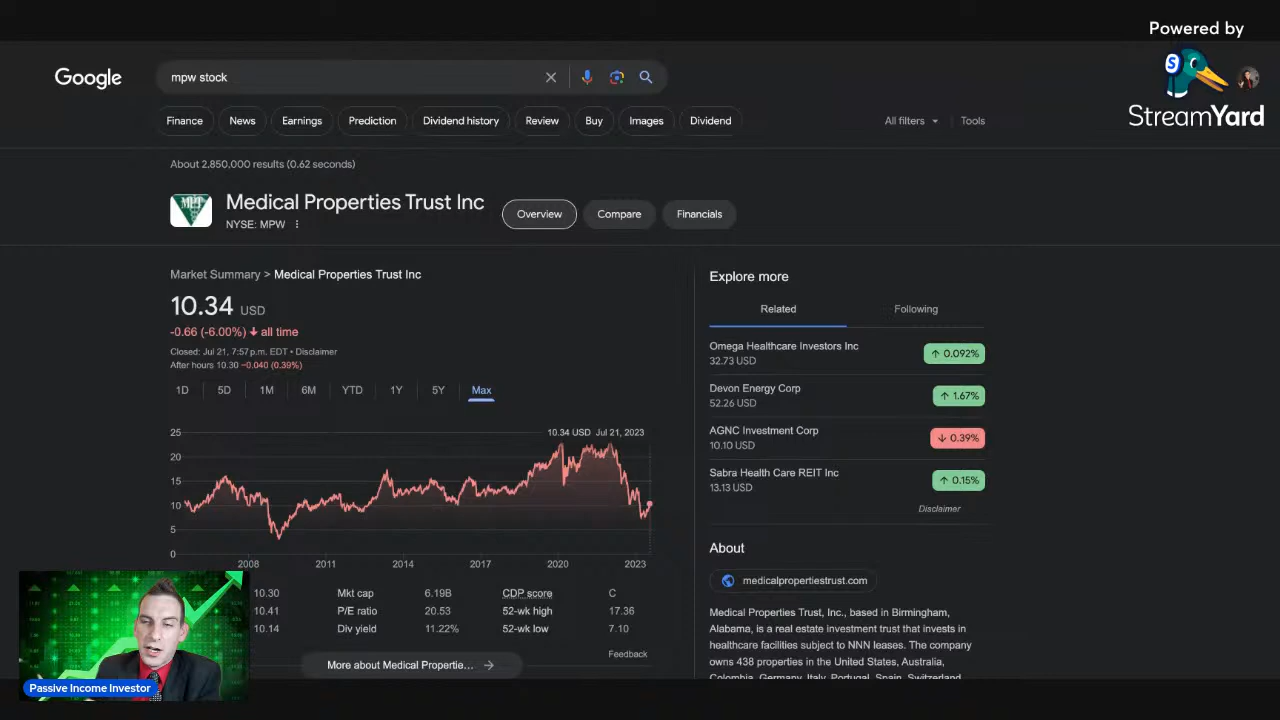 Powered by
StreamYard
Google
mpw stock
Finance
News
Earnings
Prediction
Dividend history
Review
Buy
Images
Dividend
All filters
Tools
About 2,850,000 results (0.62 seconds)
MPT
Medical Properties Trust Inc
NYSE: MPW
Overview
Compare
Financials
Market Summary > Medical Properties Trust Inc
10.34 USD
-0.66 (-6.00%) all time
Closed: Jul 21, 7:57 p.m. EDT • Disclaimer
After hours 10.30 −0.040 (0.39%)
1D
5D
1M
6M
YTD
1Y
5Y
Max
10.34 USD Jul 21, 2023
25
20
15
10
5
0
2008
2011
2014
2017
2020
2023
10.30
Mkt cap
6.19B
CDP score
C
10.41
P/E ratio
20.53
52-wk high
17.36
10.14
Div yield
11.22%
52-wk low
7.10
Feedback
More about Medical Propertie...
Explore more
Related
Following
Omega Healthcare Investors Inc
32.73 USD
0.092%
Devon Energy Corp
52.26 USD
1.67%
AGNC Investment Corp
10.10 USD
0.39%
Sabra Health Care REIT Inc
13.13 USD
0.15%
Disclaimer
About
medicalpropertiestrust.com
Medical Properties Trust, Inc., based in Birmingham,
Alabama, is a real estate investment trust that invests in
healthcare facilities subject to NNN leases. The company
owns 438 properties in the United States, Australia,
Colombia, Germany, Italy, Portugal, Spain, Switzerland,
Passive Income Investor